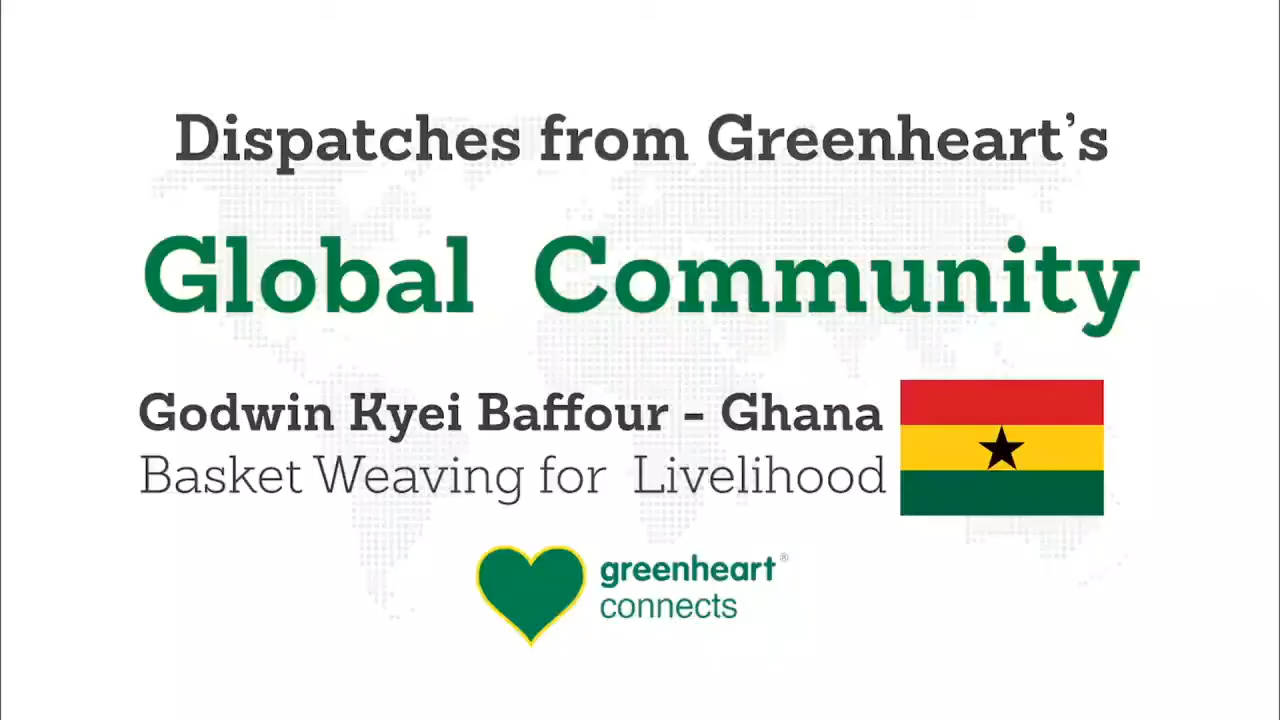 Dispatches from Greenheart's
Global Community
Godwin Kyei Baffour - Ghana
Basket Weaving for Livelihood
greenheart®
connects